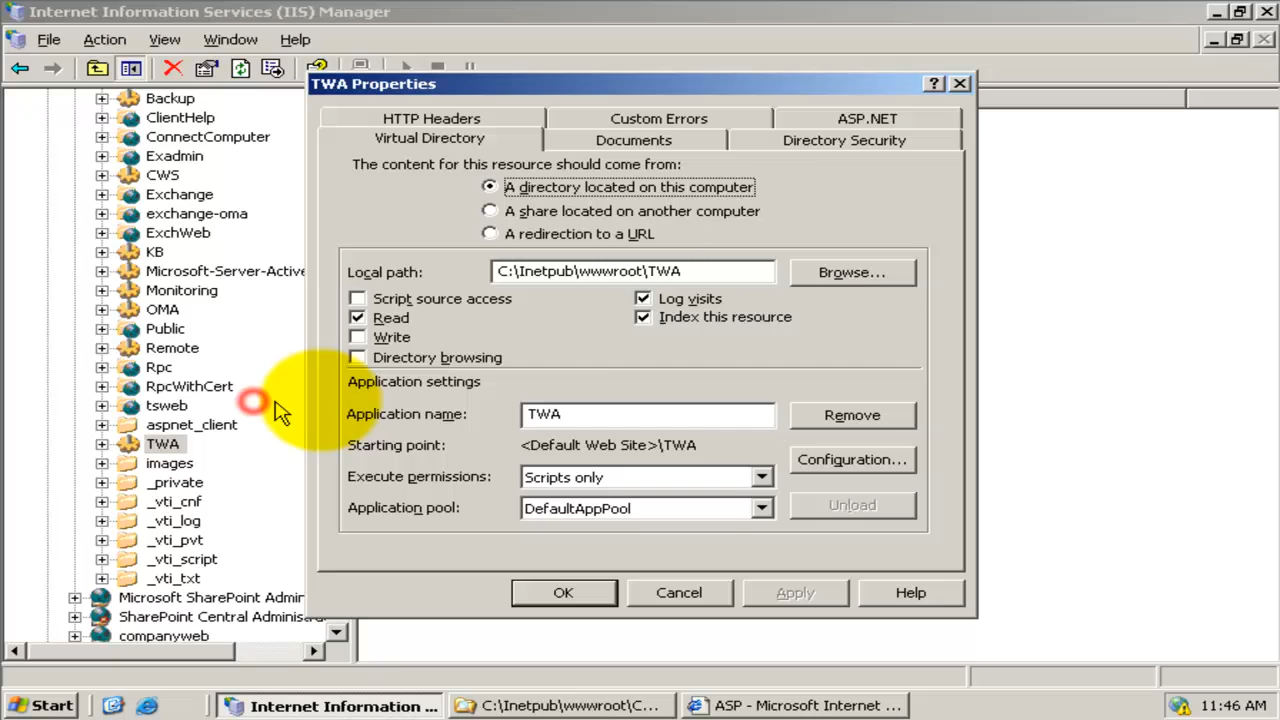 Internet Information Services (IIS) Manager
File Action View Window Help
TWA Properties
HTTP Headers Custom Errors ASP.NET
Virtual Directory Documents Directory Security
The content for this resource should come from:
A directory located on this computer
A share located on another computer
A redirection to a URL
Local path: C:\Inetpub\wwwroot\TWA Browse...
Script source access Log visits
Read Index this resource
Write
Directory browsing
Application settings
Application name: TWA Remove
Starting point: <Default Web Site>\TWA
Configuration...
Execute permissions: Scripts only
Application pool: DefaultAppPool Unload
OK Cancel Apply Help
Backup
ClientHelp
ConnectComputer
Exadmin
CWS
Exchange
exchange-oma
ExchWeb
KB
Microsoft-Server-Active
Monitoring
OMA
Public
Remote
Rpc
RpcWithCert
tsweb
aspnet_client
TWA
images
_private
_vti_cnf
_vti_log
_vti_pvt
_vti_script
_vti_txt
Microsoft SharePoint Admin
SharePoint Central Administra
companyweb
Start Internet Information ... C:\Inetpub\wwwroot\C... ASP - Microsoft Internet ... 11:46 AM